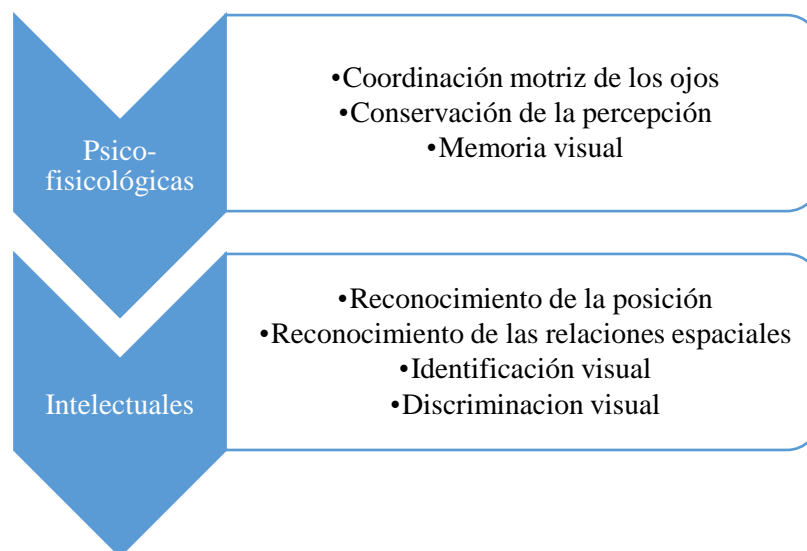 Psico-
fisicológicas
•Coordinación motriz de los ojos
•Conservación de la percepción
•Memoria visual
Intelectuales
•Reconocimiento de la posición
•Reconocimiento de las relaciones espaciales
•Identificación visual
•Discriminacion visual